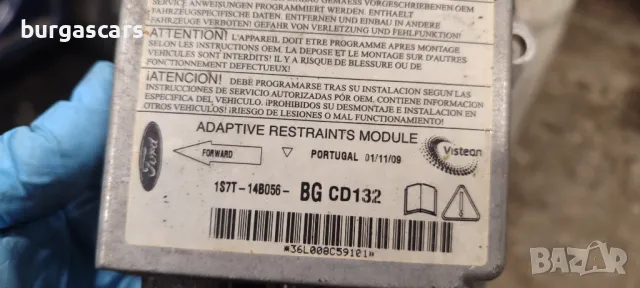 burgascars
SERVICE ANWEISUNGEN PROGRAMMIERT WERDEN. ENTHAELT
FAHRZEUGSPEZIFISCHE DATEN. ENTFERNEN UND EINBAU IN ANDERE
FAHRZEUGE VERBOTEN! GEFAHR VON VERLETZUNG UND FEHLFUNKTION!
ATTENTION! L'APPAREIL DOIT ETRE PROGRAMME APRES MONTAGE
SELON LES INSTRUCTIONS OEM. LA DEPOSE ET LE MONTAGE SUR D'AUTRES
VEHICULES SONT INTERDITS! IL Y A RISQUE DE BLESSURE OU DE
FONCTIONNEMENT DEFECTUEUX!
¡ATENCION! DEBE PROGRAMARSE TRAS SU INSTALACION SEGUN LAS
INSTRUCCIONES DE SERVICIO AUTORIZADAS POR OEM. CONTIENE INFORMACION
ESPECIFICA DEL VEHICULO. ¡PROHIBIDOS SU DESMONTAJE E INSTALACION EN
OTROS VEHICULOS! ¡RIESGO DE LESIONES O MAL FUNCIONAMIENTO!
ADAPTIVE RESTRAINTS MODULE
Ford
FORWARD
PORTUGAL 01/11/09
Visteon
1S7T-14B056- BG CD132
*36L008C59101*
BAZAR